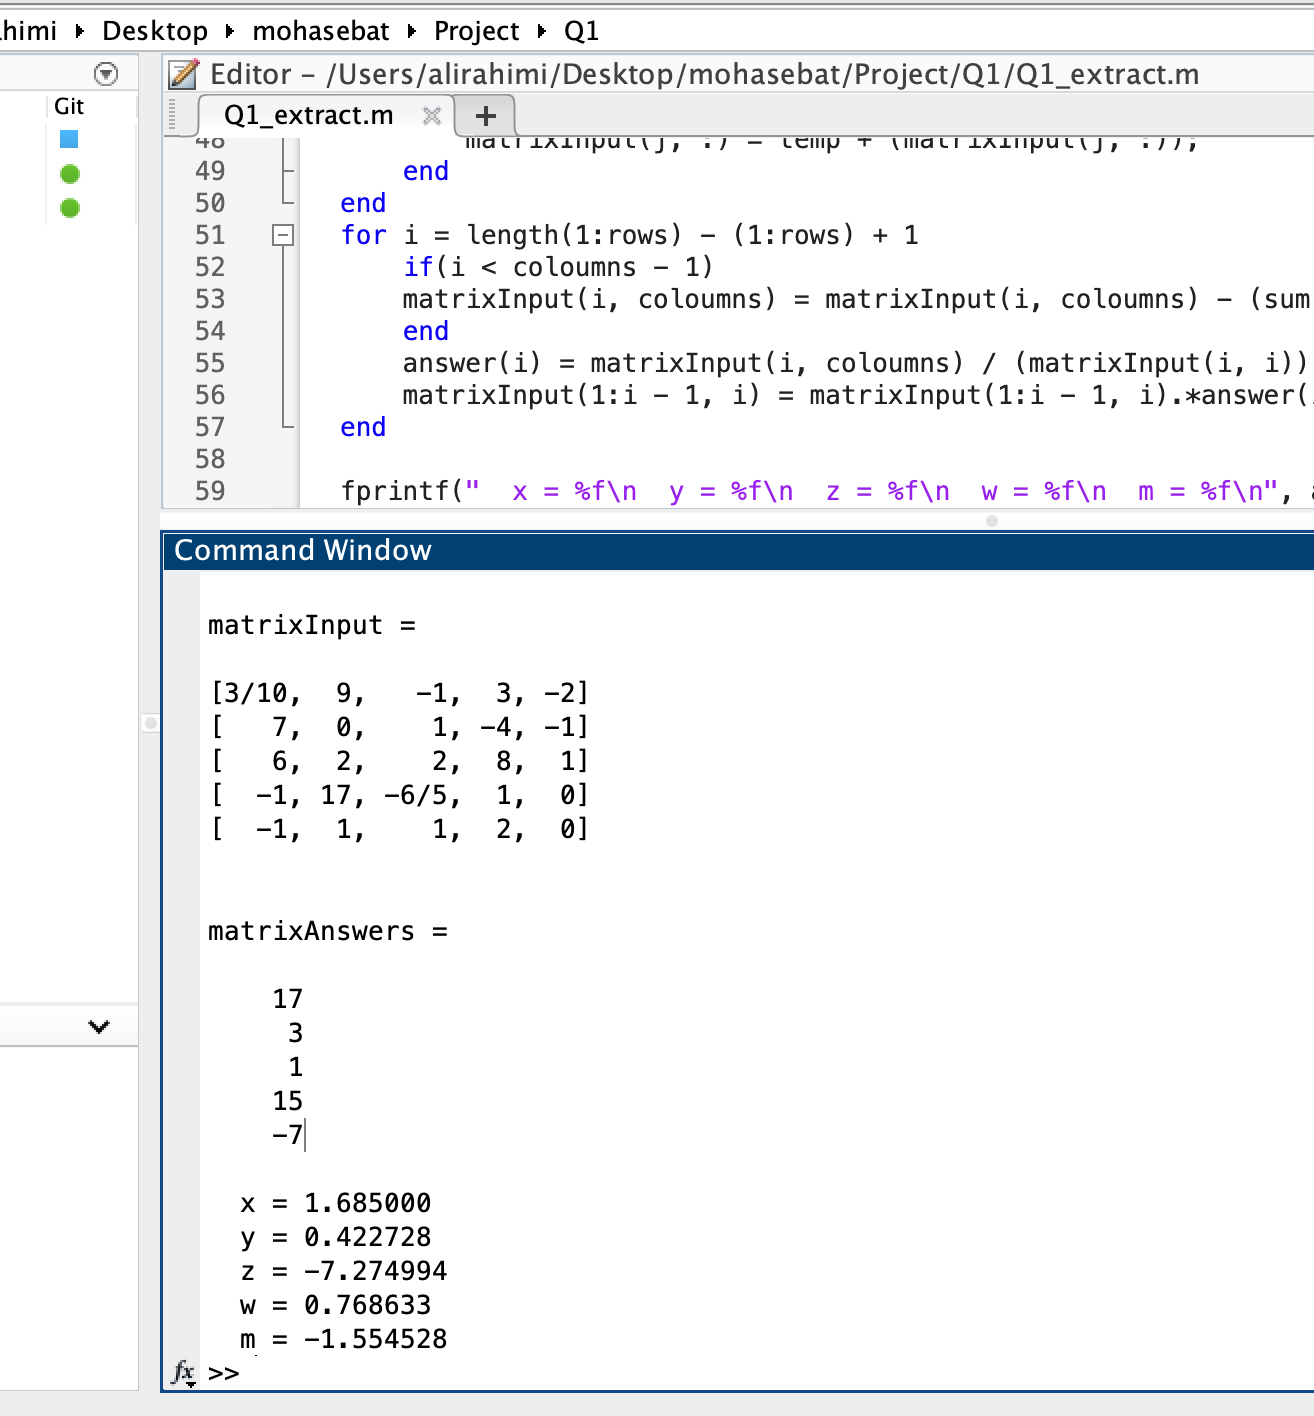 himi ▸ Desktop ▸ mohasebat ▸ Project ▸ Q1
Editor – /Users/alirahimi/Desktop/mohasebat/Project/Q1/Q1_extract.m
Git
Q1_extract.m ✕ +
48 matrixInput(j, :) = temp + (matrixInput(j, :));
49 end
50 end
51 for i = length(1:rows) - (1:rows) + 1
52 if(i < coloumns - 1)
53 matrixInput(i, coloumns) = matrixInput(i, coloumns) - (sum
54 end
55 answer(i) = matrixInput(i, coloumns) / (matrixInput(i, i))
56 matrixInput(1:i - 1, i) = matrixInput(1:i - 1, i).*answer(
57 end
58
59 fprintf(" x = %f\n y = %f\n z = %f\n w = %f\n m = %f\n",
Command Window
matrixInput =
[3/10, 9, -1, 3, -2]
[ 7, 0, 1, -4, -1]
[ 6, 2, 2, 8, 1]
[ -1, 17, -6/5, 1, 0]
[ -1, 1, 1, 2, 0]
matrixAnswers =
17
3
1
15
-7
x = 1.685000
y = 0.422728
z = -7.274994
w = 0.768633
m = -1.554528
fx >>